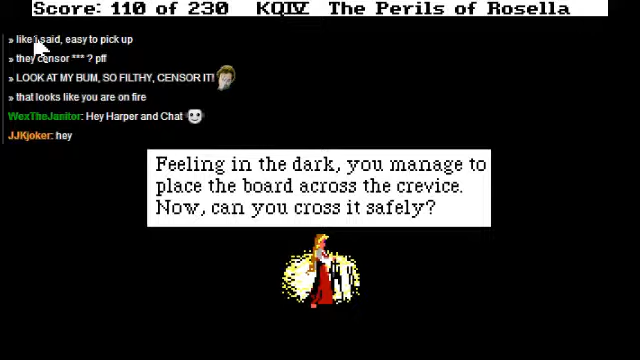 Score: 110 of 230 KQIV The Perils of Rosella
» like i said, easy to pick up
» they censor *** ? pff
» LOOK AT MY BUM, SO FILTHY, CENSOR IT!
» that looks like you are on fire
WexTheJanitor: Hey Harper and Chat
JJKjoker: hey
Feeling in the dark, you manage to
place the board across the crevice.
Now, can you cross it safely?